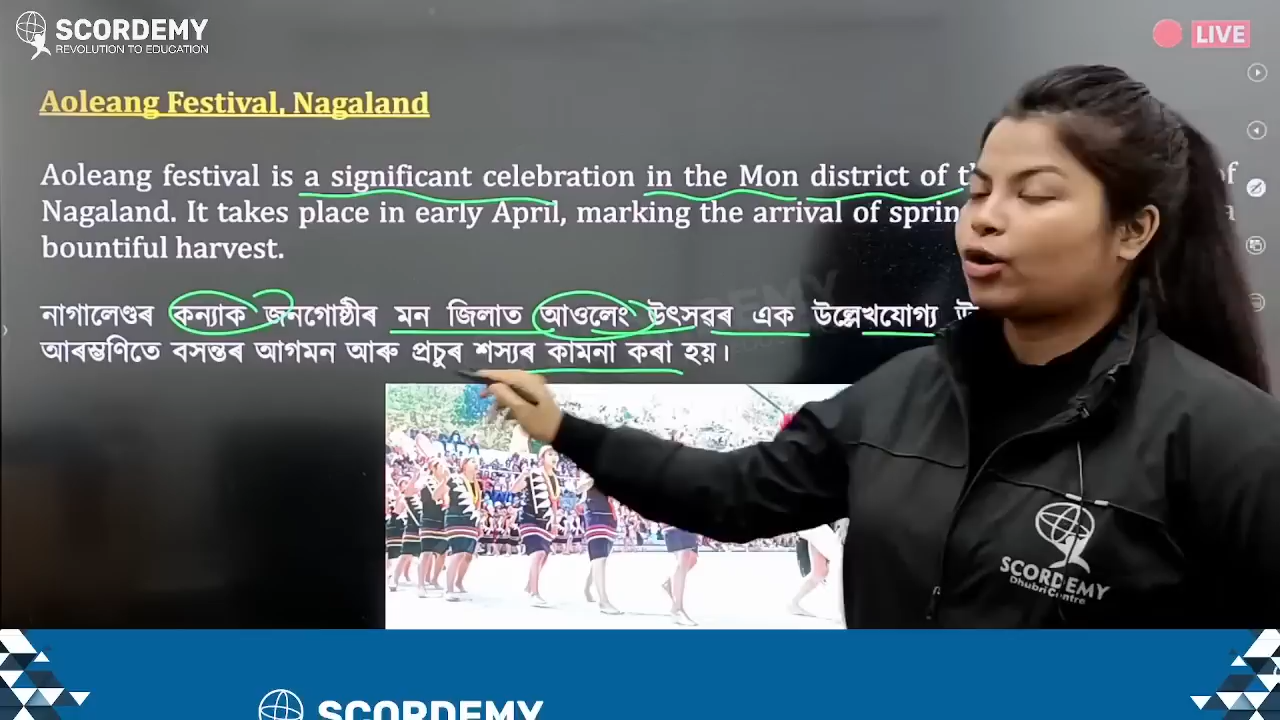 SCORDEMY
REVOLUTION TO EDUCATION
LIVE
Aoleang Festival, Nagaland
Aoleang festival is a significant celebration in the Mon district of
Nagaland. It takes place in early April, marking the arrival of
bountiful harvest.
নাগালেণ্ডৰ কন্যাক জনগোষ্ঠীৰ মন জিলাত আওলেং উৎসৱৰ এক উল্লেখযোগ্য
আৰম্ভণিতে বসন্তৰ আগমন আৰু প্ৰচুৰ শস্যৰ কামনা কৰা হয়।
SCORDEMY
Dhubri Centre
SCORDEMY